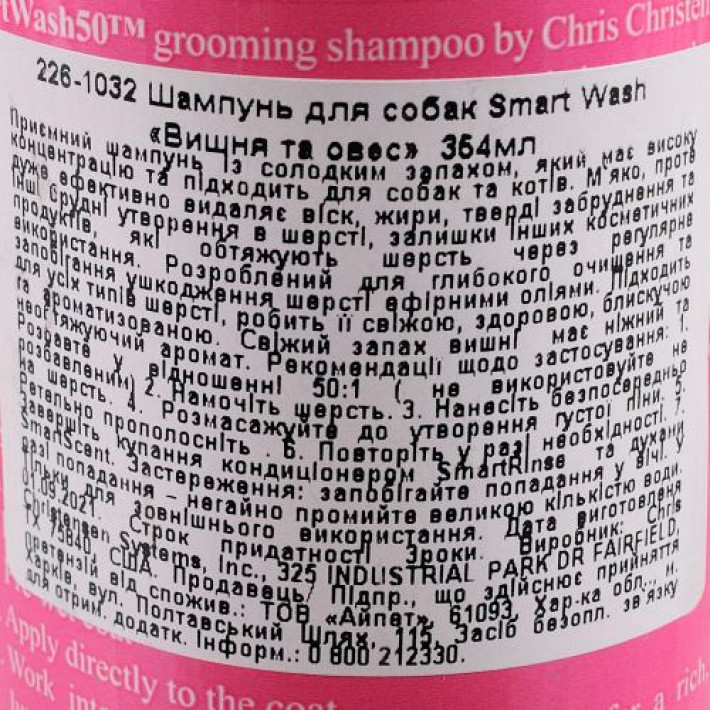 tWash50™ grooming shampoo by Chris Christen
226-1032 Шампунь для собак Smart Wash
«Вишня та овес» 354мл
Приємний шампунь із солодким запахом, який має високу
концентрацію та підходить для собак та котів. М'яко, проте
дуже ефективно видаляє віск, жири, тверді забруднення та
інші брудні утворення в шерсті, залишки інших косметичних
продуктів, які обтяжують шерсть через регулярне
використання. Розроблений для глибокого очищення та
запобігання ушкодження шерсті ефірними оліями. Підходить
для усіх типів шерсті, робить її свіжою, здоровою, блискучою
та ароматизованою. Свіжий запах вишні має ніжний та
необтяжуючий аромат. Рекомендації щодо застосування: 1.
Розбавте у відношенні 50:1 ( не використовуйте не
розбавленим) 2. Намочіть шерсть. 3. Нанесіть безпосередньо
на шерсть. 4. Розмасажуйте до утворення густої піни. 5.
Ретельно прополосніть . 6. Повторіть у разі необхідності. 7.
Завершіть купання кондиціонером SmartRinse та духами
SmartScent. Застереження: запобігайте попадання у вічі. У
разі попадання – негайно промийте великою кількістю води.
Тільки для зовнішнього використання. Дата виготовленя
01.09.2021. Строк придатності 3роки. Виробник: Chris
Christensen Systems, Inc., 325 INDUSTRIAL PARK DR FAIRFIELD,
TX 75840, США. Продавець/ Підпр., що здійснює прийняття
претензій від спожив.: ТОВ «Айпет», 61093, Хар-ка обл., м.
Харків, вул. Полтавський Шлях, 115, Засіб безопл. зв'язку
для отрим. додатк. інформ.: 0 800 212330.
Apply directly to the coat
Work inte
for a rich,